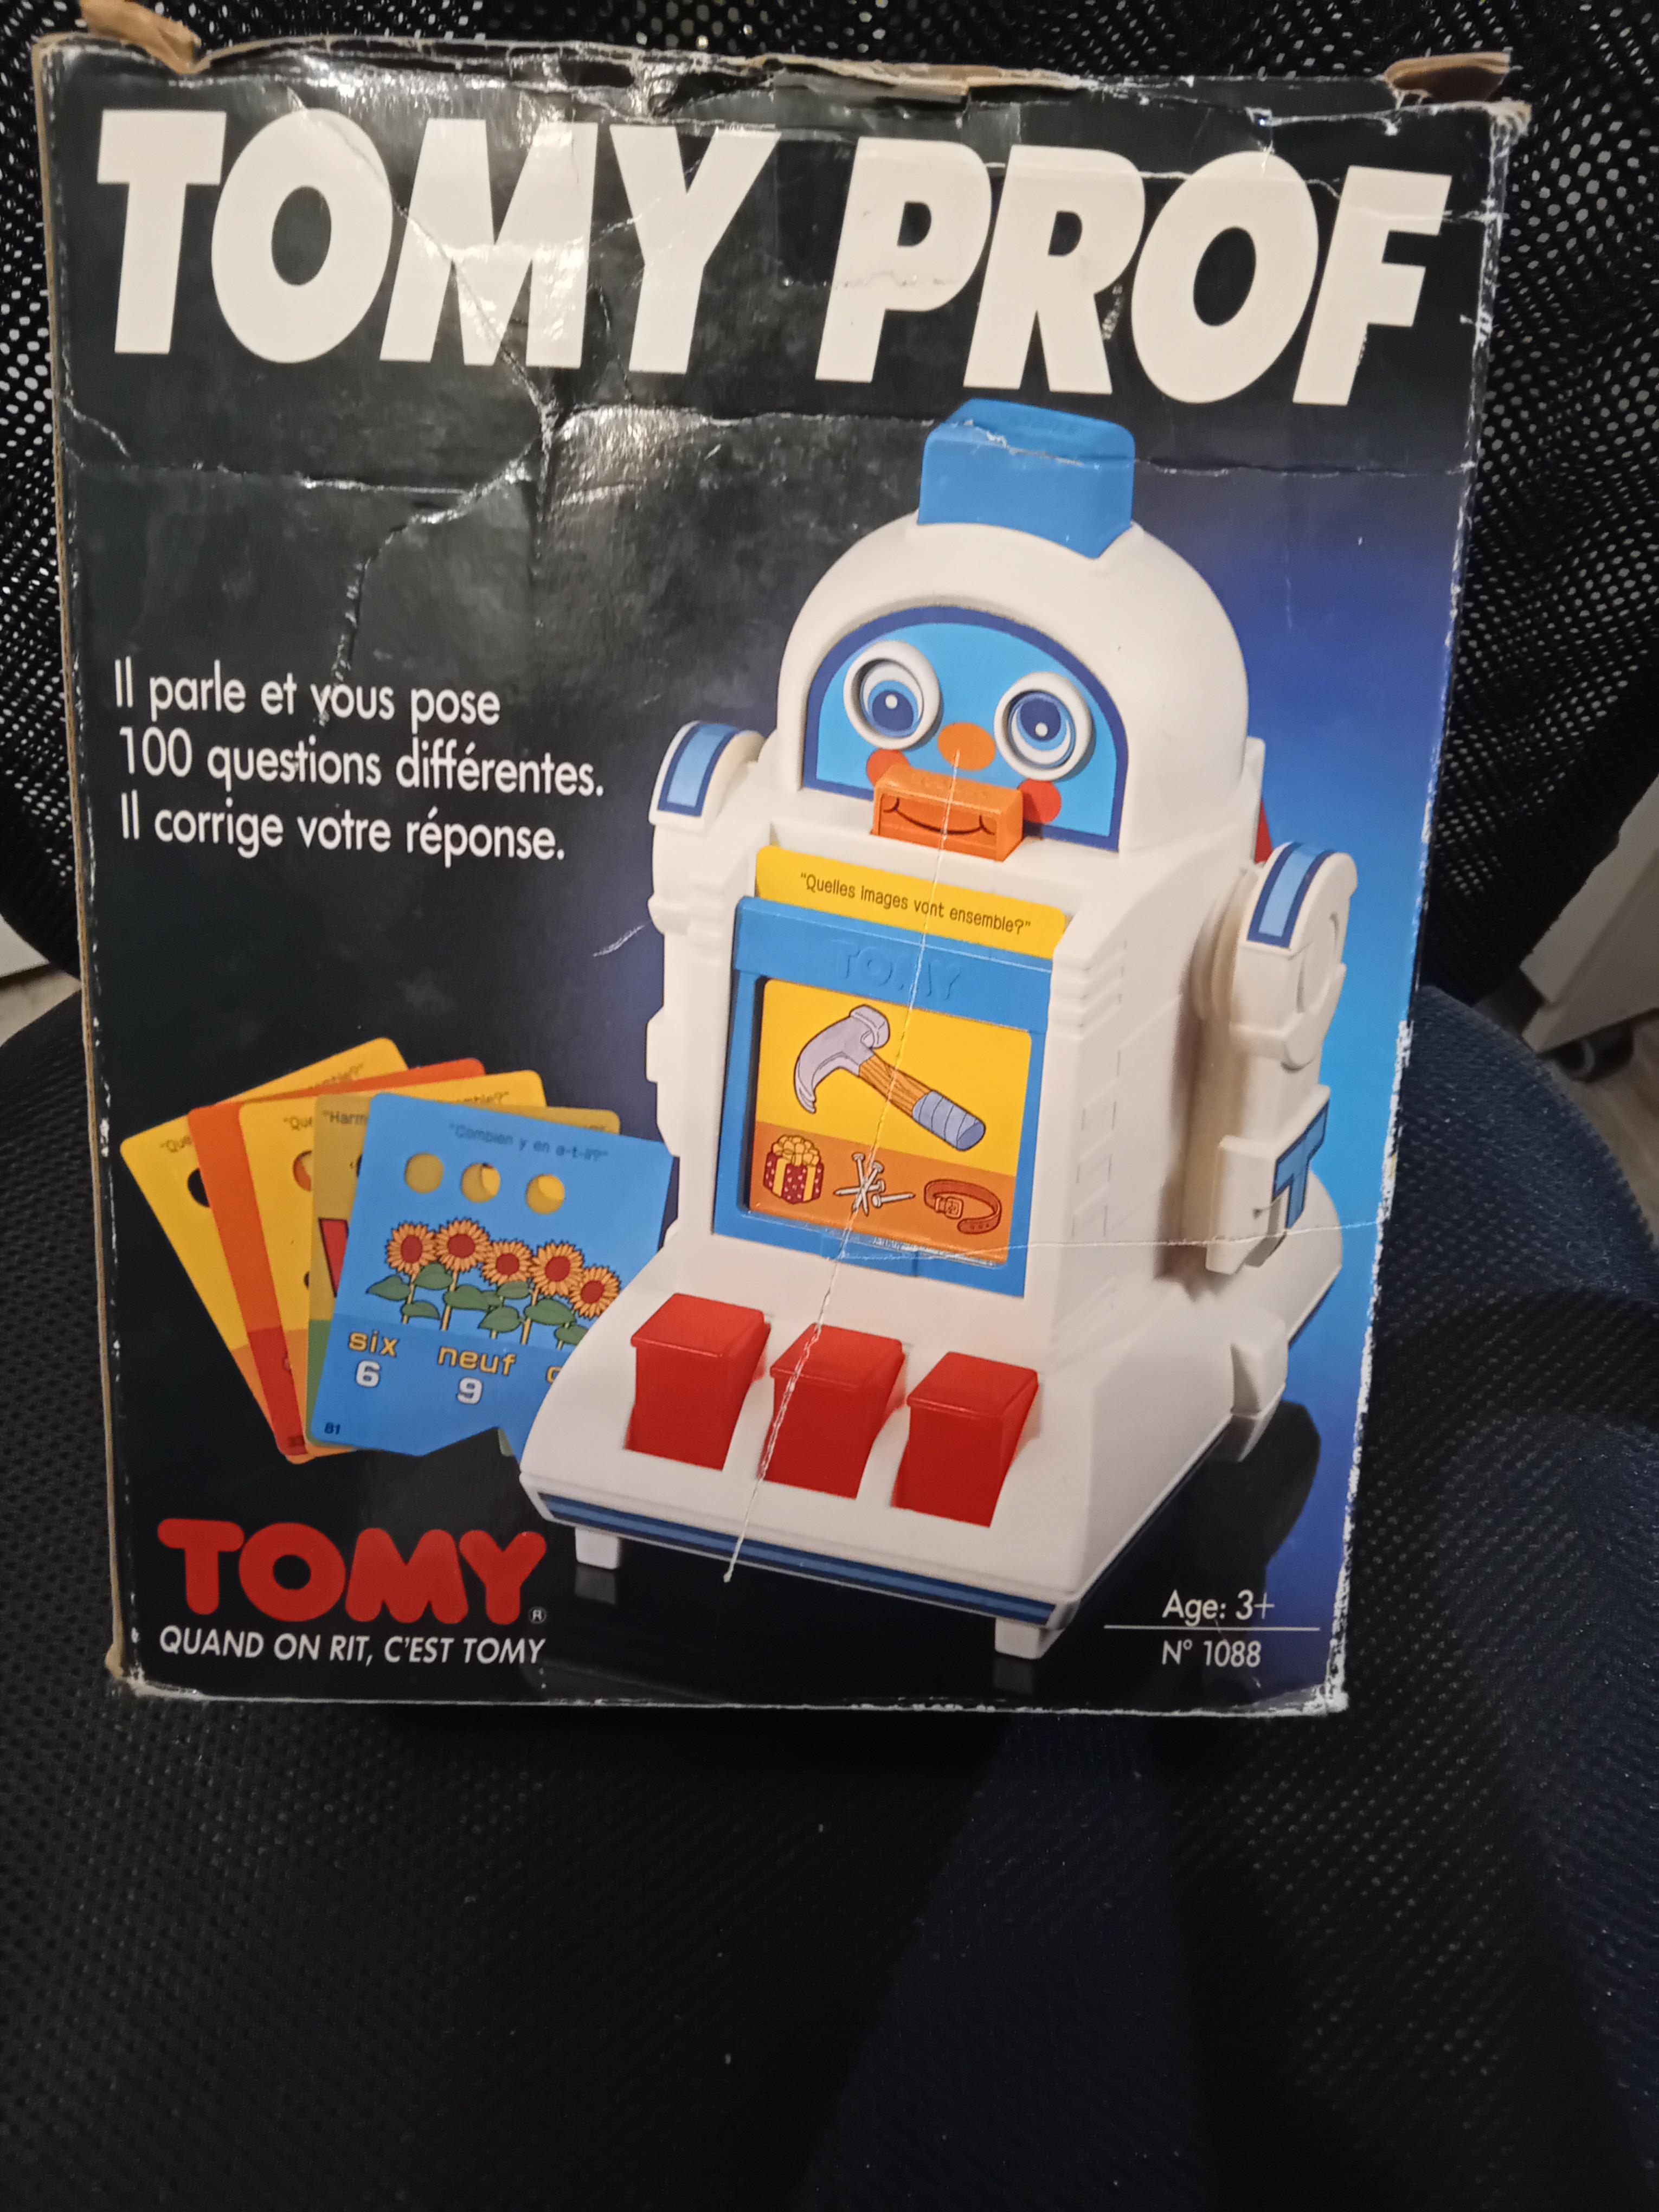 TOMY PROF
Il parle et vous pose
100 questions différentes.
Il corrige votre réponse.
"Quelles images vont ensemble?"
TOMY
"Combien y en a-t-il?"
six
neuf
6
9
81
TOMY®
QUAND ON RIT, C'EST TOMY
Age: 3+
N° 1088
T